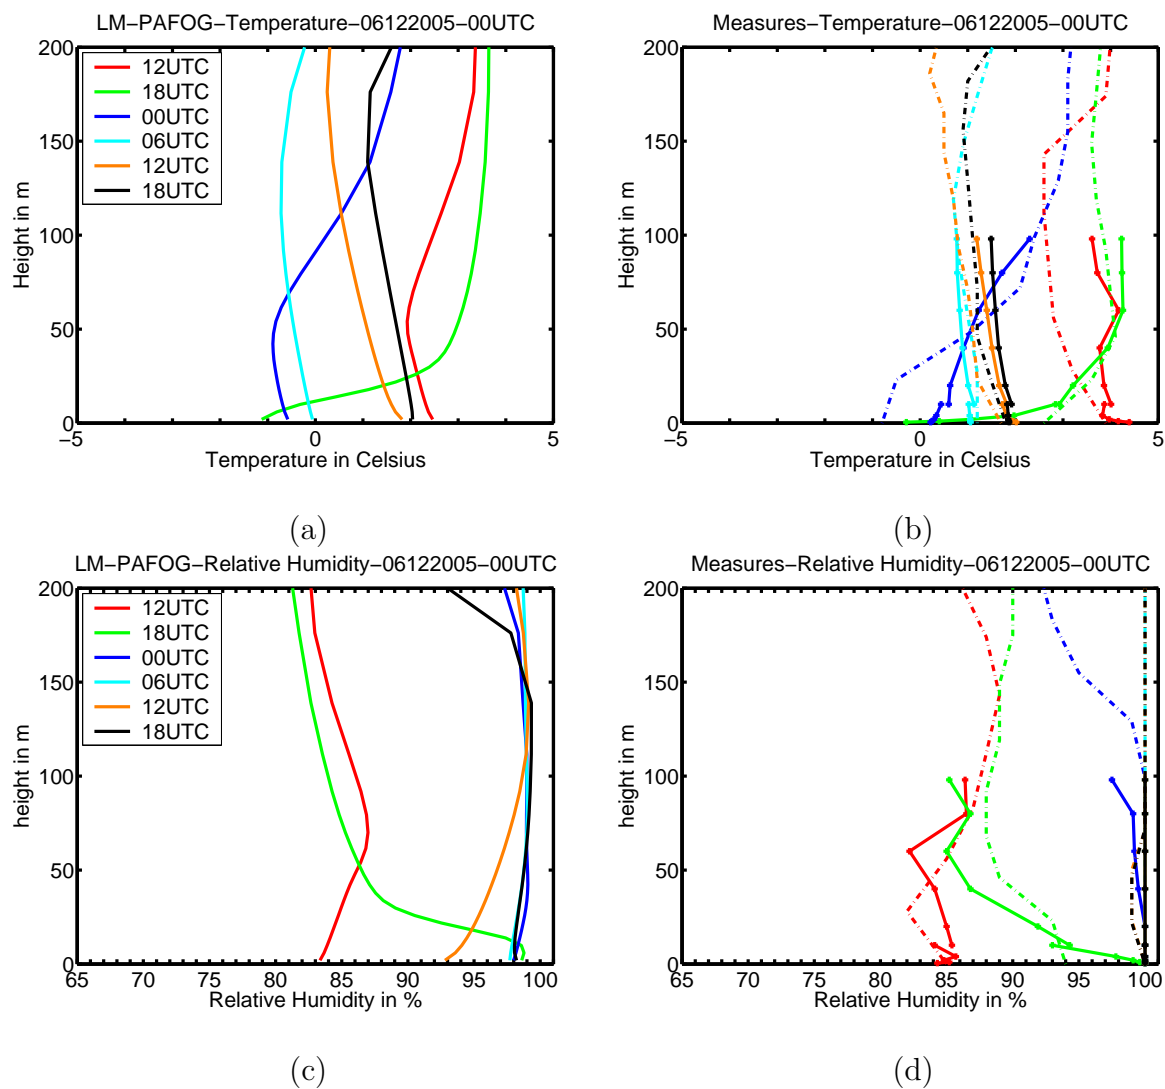 LM−PAFOG−Temperature−06122005−00UTC
200
150
100
50
0
Height in m
12UTC
18UTC
00UTC
06UTC
12UTC
18UTC
−5 0 5
Temperature in Celsius
(a)
Measures−Temperature−06122005−00UTC
200
150
100
50
0
Height in m
−5 0 5
Temperature in Celsius
(b)
LM−PAFOG−Relative Humidity−06122005−00UTC
200
150
100
50
0
height in m
12UTC
18UTC
00UTC
06UTC
12UTC
18UTC
65 70 75 80 85 90 95 100
Relative Humidity in %
(c)
Measures−Relative Humidity−06122005−00UTC
200
150
100
50
0
height in m
65 70 75 80 85 90 95 100
Relative Humidity in %
(d)